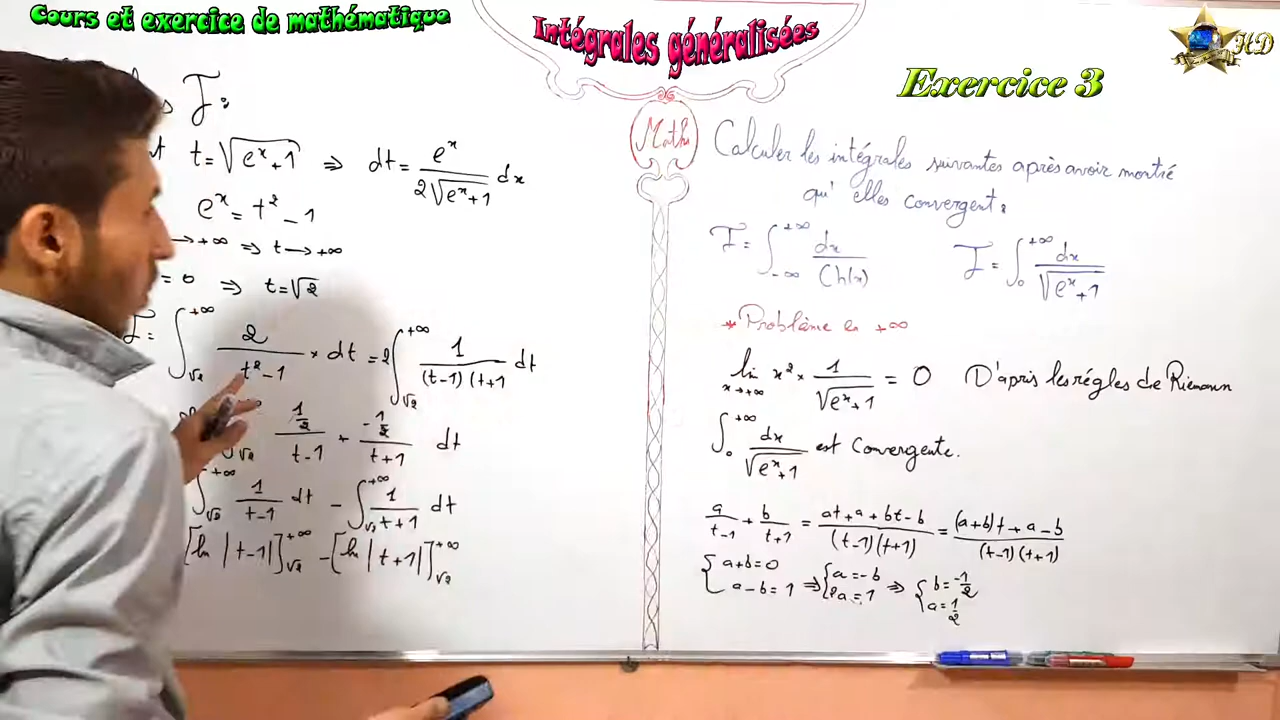 Cours et exercice de mathématique
Intégrales généralisées
HD
Exercice 3
J:
t = √(e^x+1) ⇒ dt = e^x / (2√(e^x+1)) dx
e^x = t² - 1
→ +∞ ⇒ t → +∞
= 0 ⇒ t = √2
J = ∫_{√2}^{+∞} 2/(t²-1) × dt = 2∫_{√2}^{+∞} 1/((t-1)(t+1)) dt
(1/2)/(t-1) + (-1/2)/(t+1) dt
∫_{√2}^{+∞} 1/(t-1) dt - ∫_{√2}^{+∞} 1/(t+1) dt
[ln |t-1|]_{√2}^{+∞} - [ln |t+1|]_{√2}^{+∞}
Maths
Calculer les intégrales suivantes après avoir montré
qu'elles convergent:
I = ∫_{-∞}^{+∞} dx/Ch(x) J = ∫_0^{+∞} dx/√(e^x+1)
* Problème en +∞
lim_{x→+∞} x² × 1/√(e^x+1) = 0 D'après les régles de Riemann
∫_0^{+∞} dx/√(e^x+1) est Convergente.
a/(t-1) + b/(t+1) = (at+a+bt-b)/((t-1)(t+1)) = ((a+b)t+a-b)/((t-1)(t+1))
{ a+b=0 { a=-b { b=-1/2
a-b=1 ⇒ 2a=1 ⇒ a=1/2